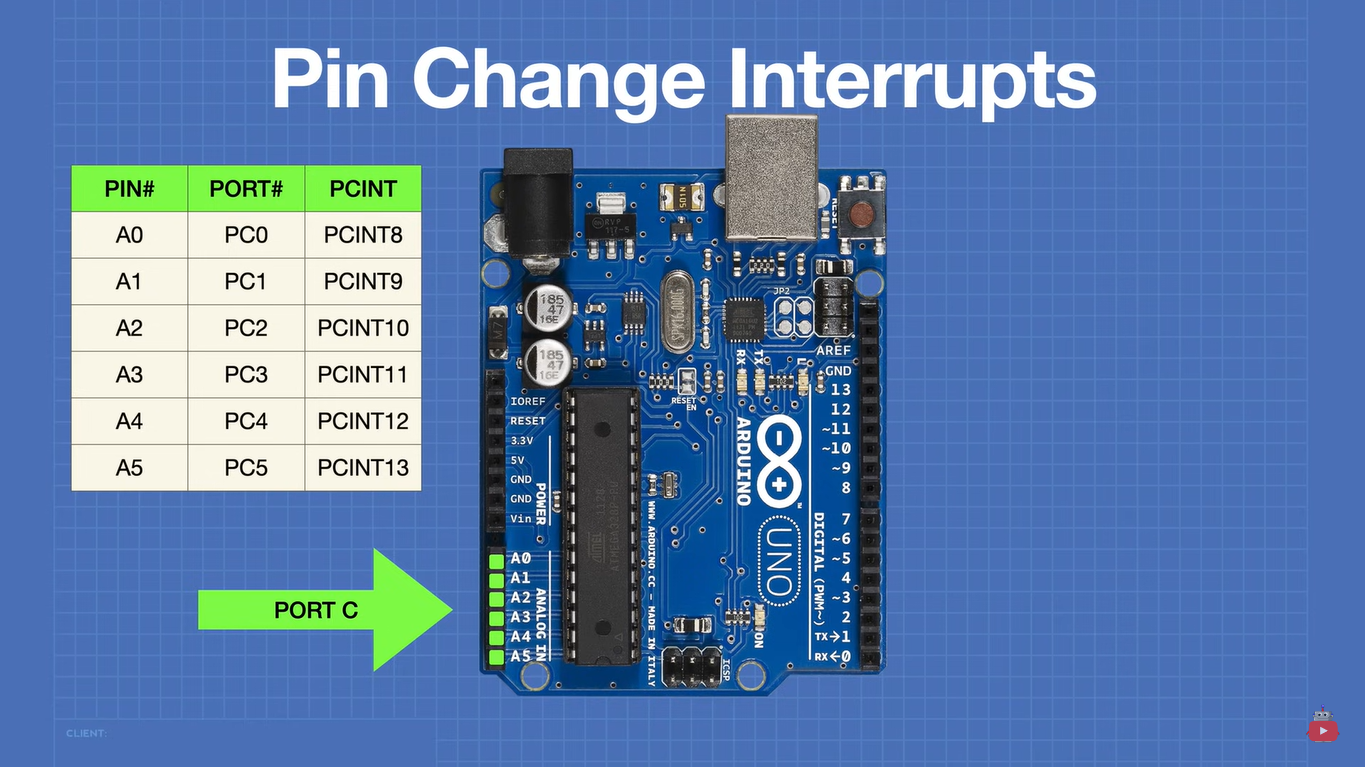 Pin Change Interrupts
PIN# PORT# PCINT
A0 PC0 PCINT8
A1 PC1 PCINT9
A2 PC2 PCINT10
A3 PC3 PCINT11
A4 PC4 PCINT12
A5 PC5 PCINT13
PORT C
RESET
JP2
185
47
16E
185
47
16E
M7
SPK16.000G
RX
TX
L
RESET
EN
IOREF
RESET
3.3V
5V
GND
GND
Vin
POWER
A0
A1
A2
A3
A4
A5
ANALOG IN
WWW.ARDUINO.CC - MADE IN ITALY
ARDUINO
UNO
TM
AREF
GND
13
12
~11
~10
~9
8
7
~6
~5
4
~3
2
TX→1
RX←0
DIGITAL (PWM~)
ON
ICSP
CLIENT: